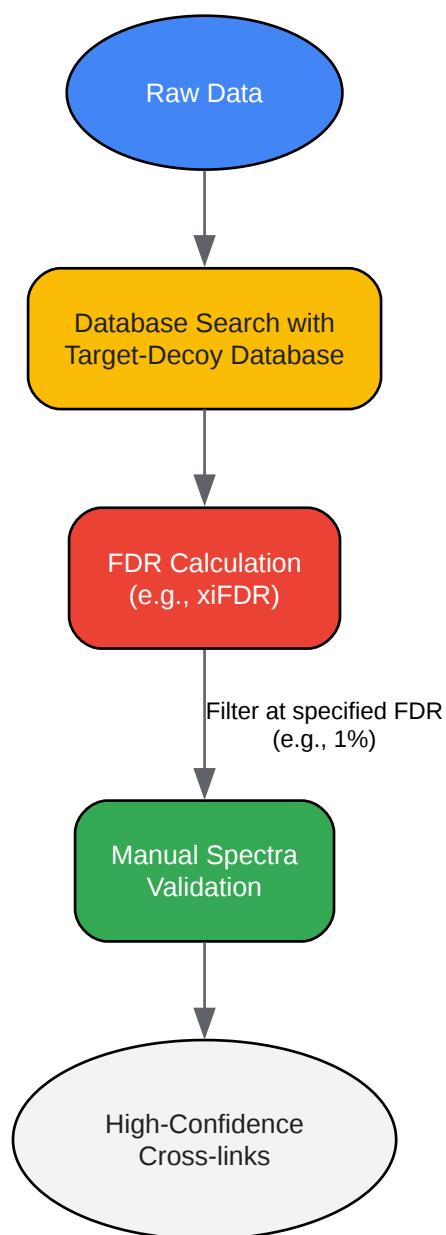 Raw Data
Database Search with
Target-Decoy Database
FDR Calculation
(e.g., xiFDR)
Filter at specified FDR
(e.g., 1%)
Manual Spectra
Validation
High-Confidence
Cross-links